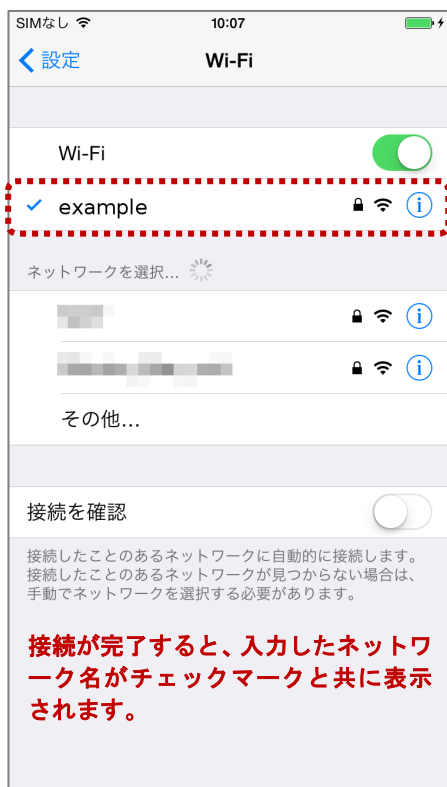 SIMなし 10:07
設定 Wi-Fi
Wi-Fi
example
ネットワークを選択...
その他...
接続を確認
接続したことのあるネットワークに自動的に接続します。
接続したことのあるネットワークが見つからない場合は、
手動でネットワークを選択する必要があります。
接続が完了すると、入力したネットワ
ーク名がチェックマークと共に表示
されます。